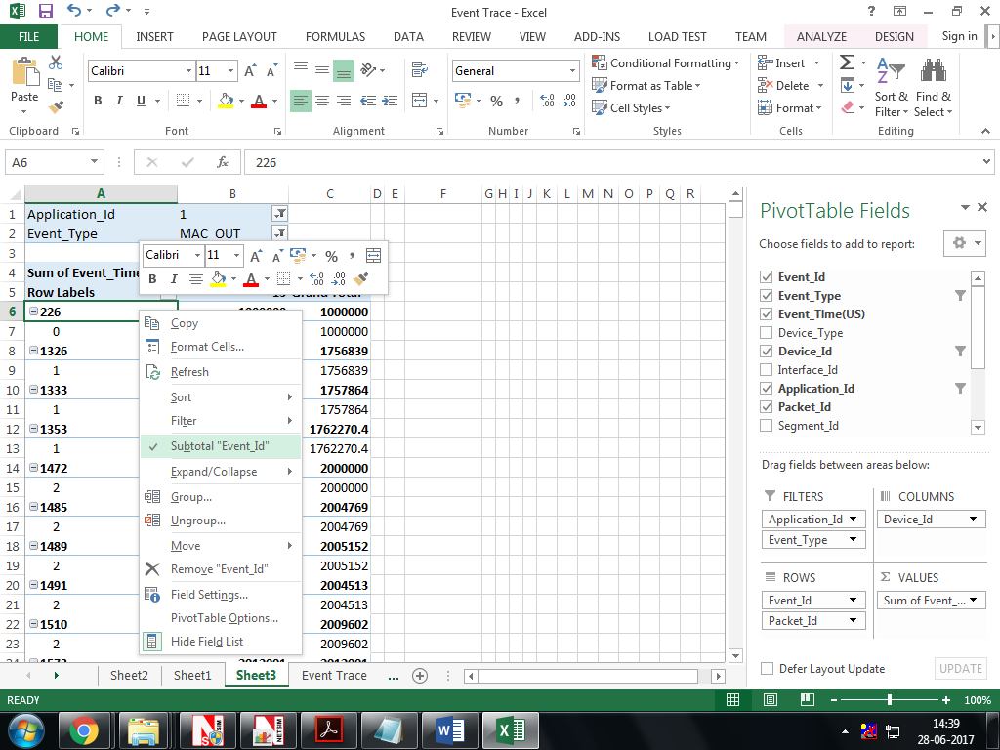 Event Trace - Excel
FILE HOME INSERT PAGE LAYOUT FORMULAS DATA REVIEW VIEW ADD-INS LOAD TEST TEAM ANALYZE DESIGN Sign in
Paste
Calibri 11
B I U
General
Conditional Formatting
Format as Table
Cell Styles
Insert
Delete
Format
Sort & Filter
Find & Select
Clipboard Font Alignment Number Styles Cells Editing
A6 fx 226
A B C D E F G H I J K L M N O P Q R
1 Application_Id 1
2 Event_Type MAC_OUT
3
4 Sum of Event_Time
5 Row Labels
6 226 1000000
7 0 1000000
8 1326 1756839
9 1 1756839
10 1333 1757864
11 1 1757864
12 1353 1762270.4
13 1 1762270.4
14 1472 2000000
15 2 2000000
16 1485 2004769
17 2 2004769
18 1489 2005152
19 2 2005152
20 1491 2004513
21 2 2004513
22 1510 2009602
23 2 2009602
Calibri 11 A A % ,
B I A
Copy
Format Cells...
Refresh
Sort
Filter
Subtotal "Event_Id"
Expand/Collapse
Group...
Ungroup...
Move
Remove "Event_Id"
Field Settings...
PivotTable Options...
Hide Field List
PivotTable Fields
Choose fields to add to report:
Event_Id
Event_Type
Event_Time(US)
Device_Type
Device_Id
Interface_Id
Application_Id
Packet_Id
Segment_Id
Drag fields between areas below:
FILTERS
Application_Id
Event_Type
COLUMNS
Device_Id
ROWS
Event_Id
Packet_Id
Σ VALUES
Sum of Event_...
Defer Layout Update UPDATE
Sheet2 Sheet1 Sheet3 Event Trace ...
READY 100%
14:39
28-06-2017